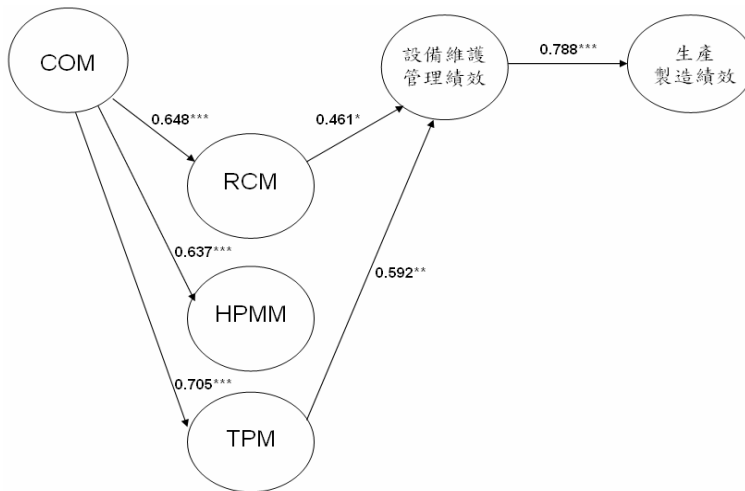 COM
設備維護
管理績效
0.788***
生產
製造績效
0.648***
0.461*
RCM
0.637***
0.592**
HPMM
0.705***
TPM